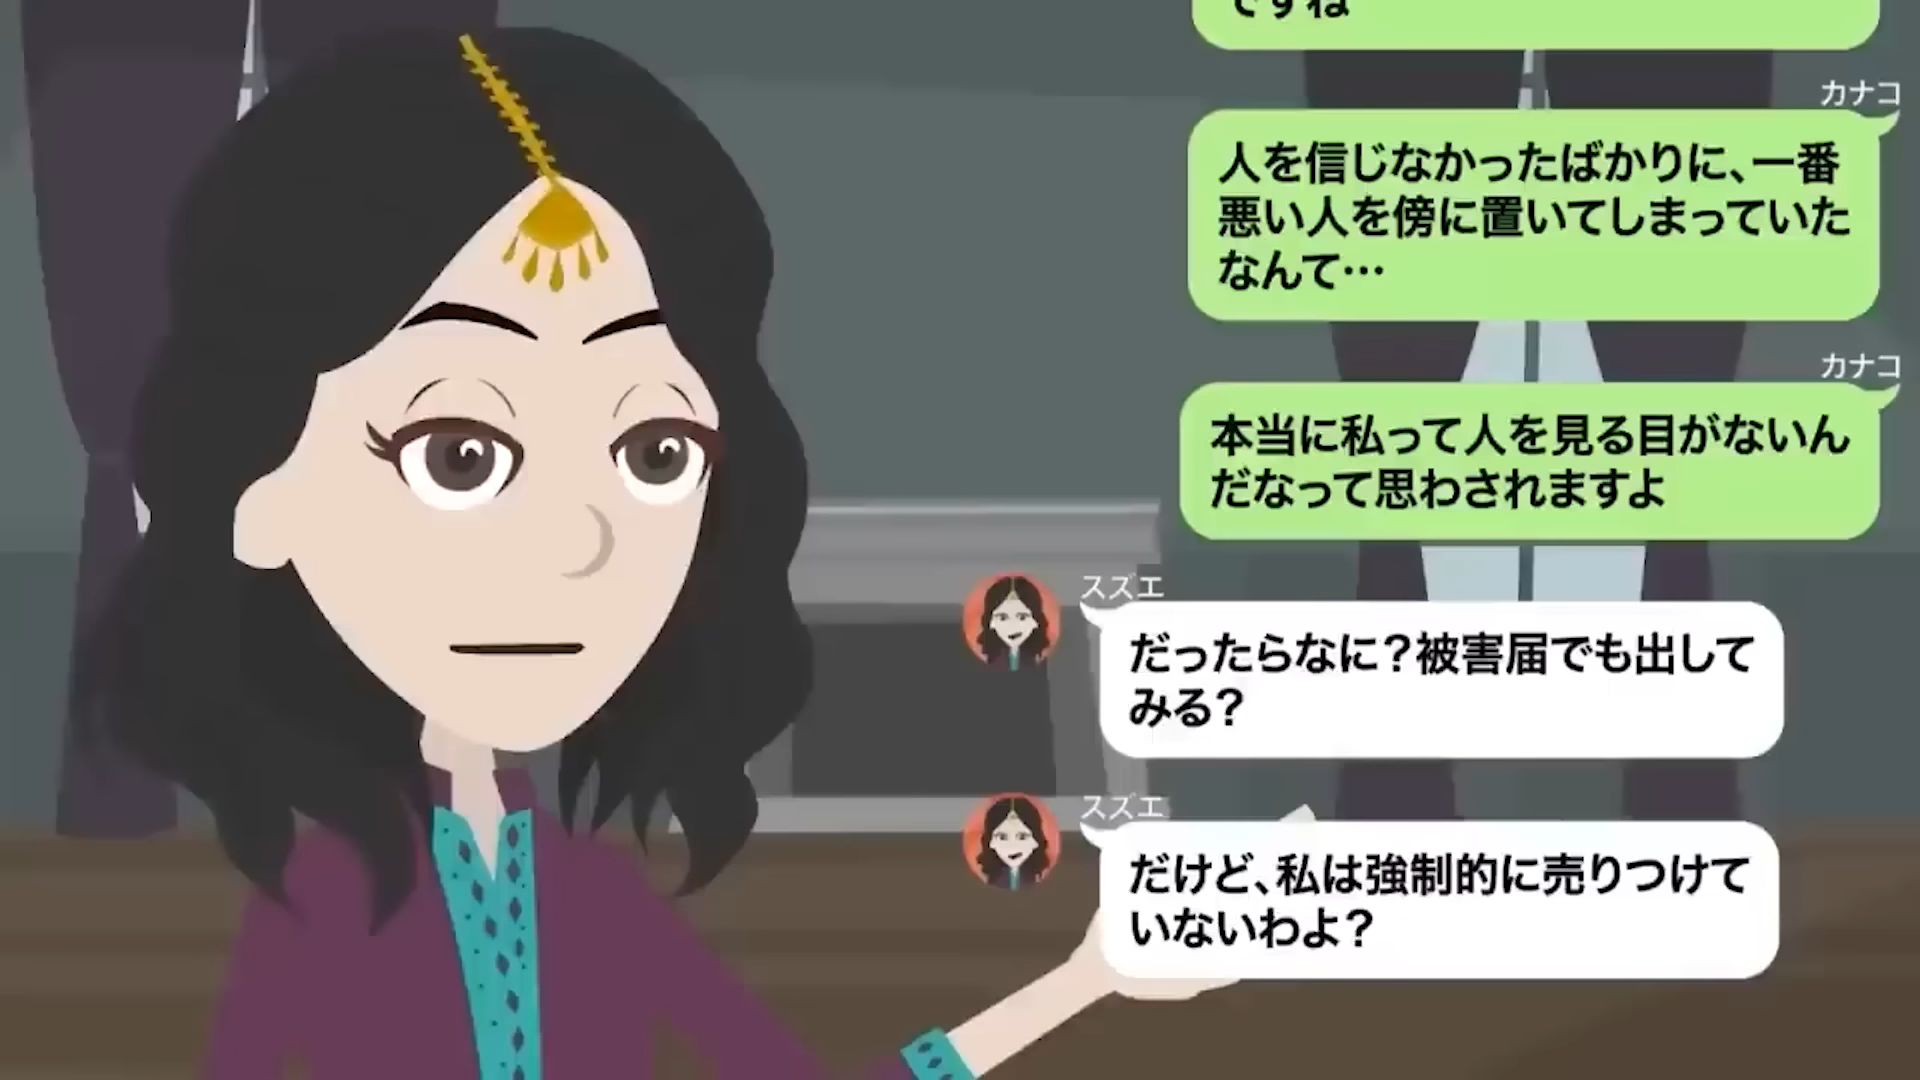 ですね
カナコ
人を信じなかったばかりに、一番
悪い人を傍に置いてしまっていた
なんて…
カナコ
本当に私って人を見る目がないん
だなって思わされますよ
スズエ
だったらなに？被害届でも出して
みる？
スズエ
だけど、私は強制的に売りつけて
いないわよ？